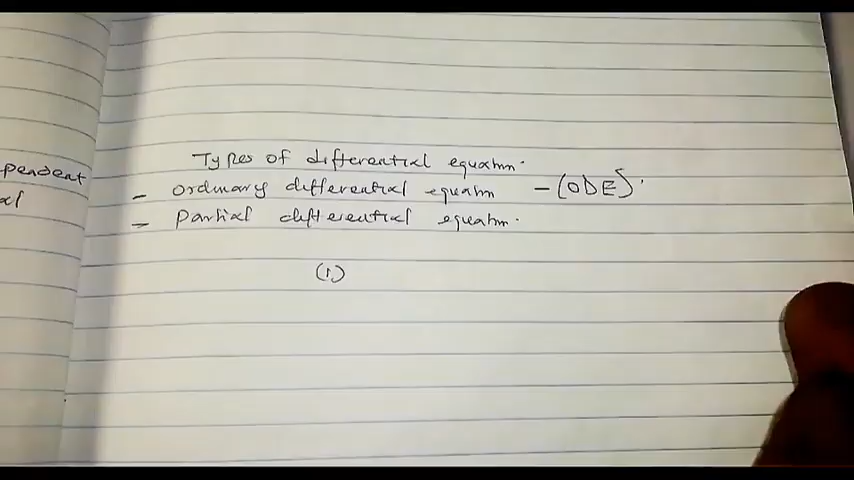 pendent
al
Types of differential equation.
- ordinary differential equation - (ODE).
- Partial differential equation.
(1)